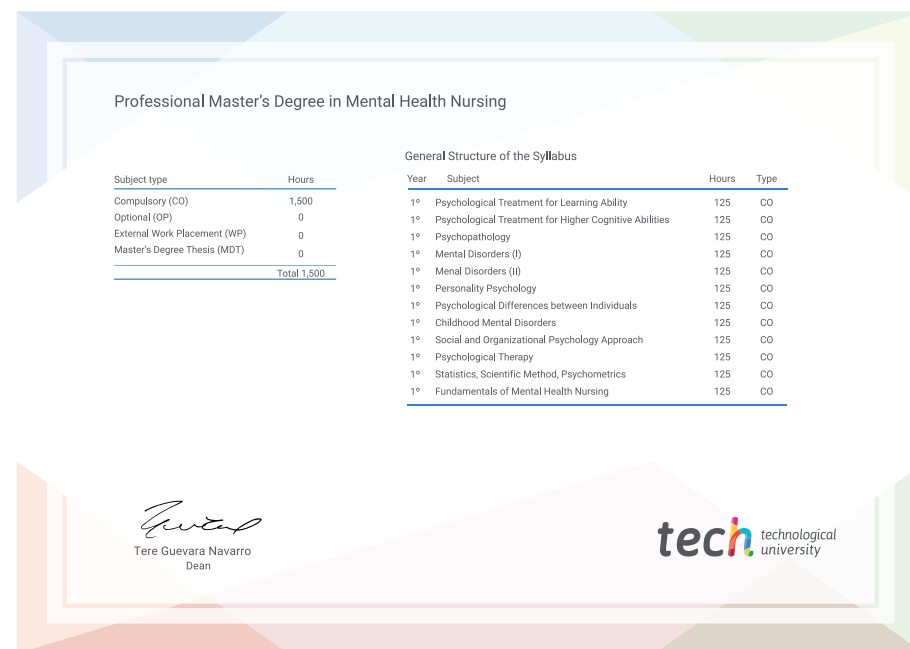 Professional Master's Degree in Mental Health Nursing
Subject type Hours
Compulsory (CO) 1,500
Optional (OP) 0
External Work Placement (WP) 0
Master's Degree Thesis (MDT) 0
Total 1,500
General Structure of the Syllabus
Year Subject Hours Type
1º Psychological Treatment for Learning Ability 125 CO
1º Psychological Treatment for Higher Cognitive Abilities 125 CO
1º Psychopathology 125 CO
1º Mental Disorders (I) 125 CO
1º Menal Disorders (II) 125 CO
1º Personality Psychology 125 CO
1º Psychological Differences between Individuals 125 CO
1º Childhood Mental Disorders 125 CO
1º Social and Organizational Psychology Approach 125 CO
1º Psychological Therapy 125 CO
1º Statistics, Scientific Method, Psychometrics 125 CO
1º Fundamentals of Mental Health Nursing 125 CO
Tere Guevara Navarro
Dean
tech technological
university